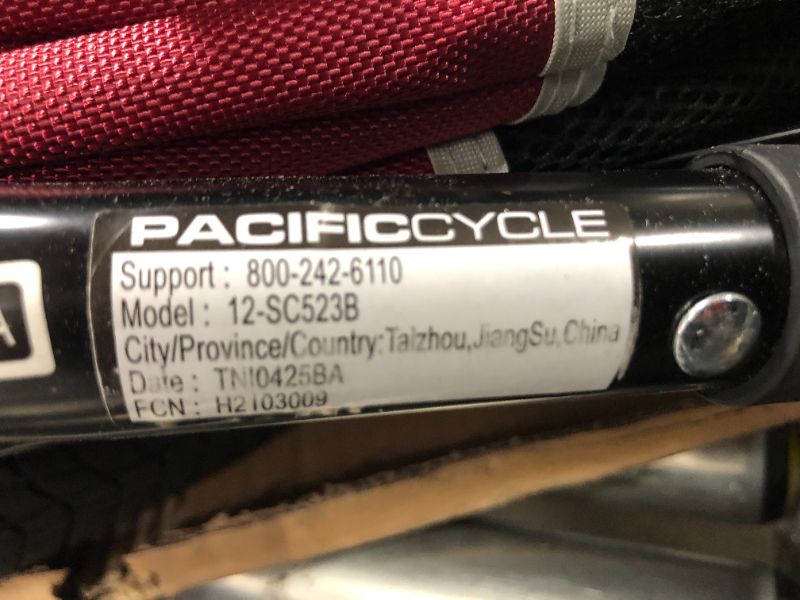 PACIFICCYCLE
Support : 800-242-6110
Model : 12-SC523B
City/Province/Country:Taizhou,JiangSu,China
Date : TNI0425BA
FCN : H2103009
A